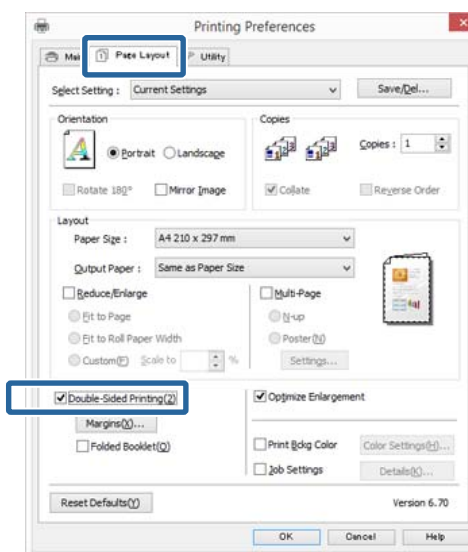 Printing Preferences
Main Page Layout Utility
Select Setting : Current Settings Save/Del...
Orientation Copies
Portrait Landscape Copies : 1
Rotate 180° Mirror Image Collate Reverse Order
Layout
Paper Size : A4 210 x 297 mm
Output Paper : Same as Paper Size
Reduce/Enlarge Multi-Page
Fit to Page N-up
Fit to Roll Paper Width Poster(N)
Custom(F) Scale to % Settings...
Double-Sided Printing(2) Optimize Enlargement
Margins(X)...
Folded Booklet(O) Print Bckg Color Color Settings(H)...
Job Settings Details(K)...
Reset Defaults(Y) Version 6.70
OK Cancel Help